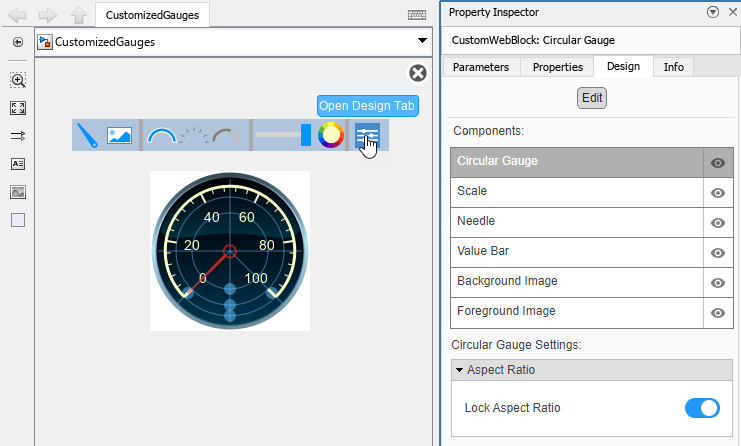 CustomizedGauges
CustomizedGauges
Open Design Tab
40 60
20 80
0 100
Property Inspector
CustomWebBlock: Circular Gauge
Parameters Properties Design Info
Edit
Components:
Circular Gauge
Scale
Needle
Value Bar
Background Image
Foreground Image
Circular Gauge Settings:
Aspect Ratio
Lock Aspect Ratio